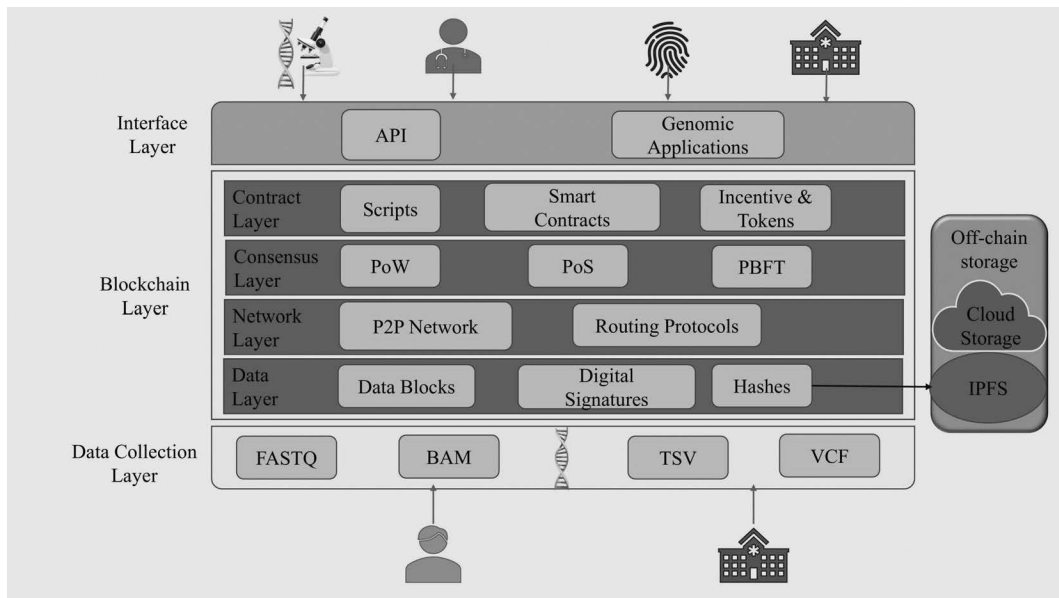 Interface
Layer
API
Genomic
Applications
Blockchain
Layer
Contract
Layer
Scripts
Smart
Contracts
Incentive &
Tokens
Consensus
Layer
PoW
PoS
PBFT
Network
Layer
P2P Network
Routing Protocols
Data
Layer
Data Blocks
Digital
Signatures
Hashes
Off-chain
storage
Cloud
Storage
IPFS
Data Collection
Layer
FASTQ
BAM
TSV
VCF